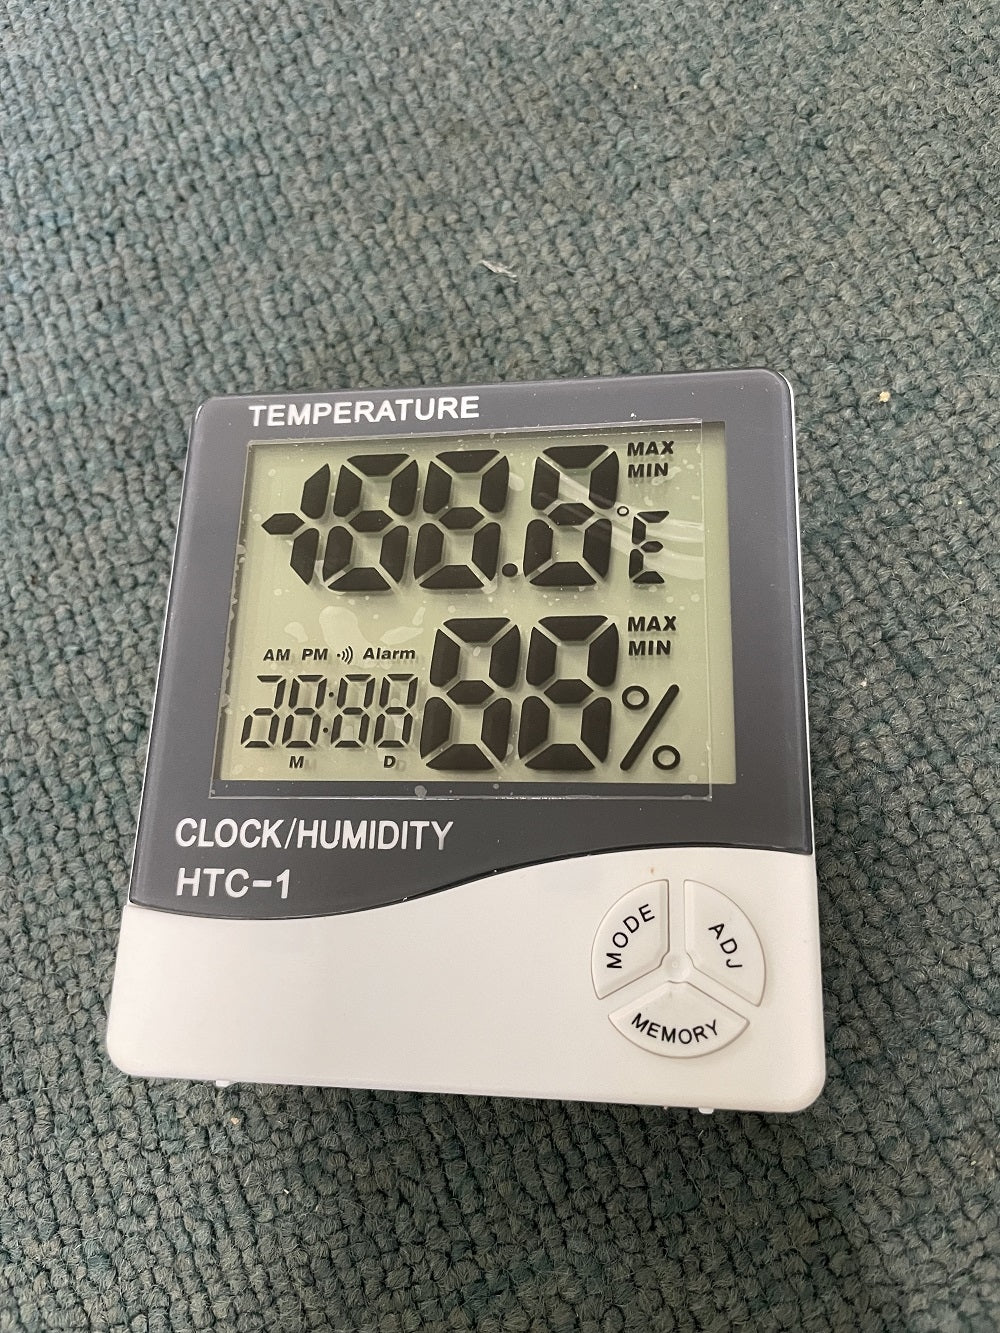 TEMPERATURE
-188.8°E
MAX
MIN
AM PM Alarm
28:88
M D
88%
MAX
MIN
CLOCK/HUMIDITY
HTC-1
MODE
ADJ
MEMORY